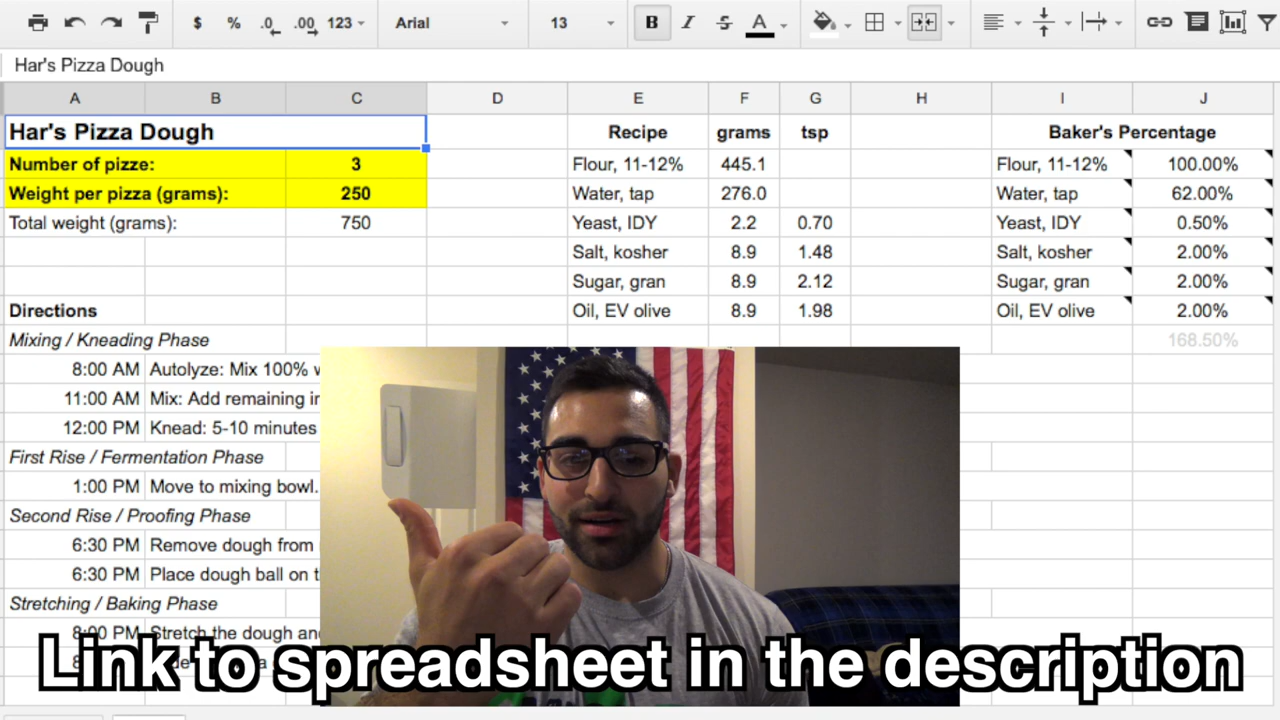 $ % .0 .00 123 Arial 13 B I S A
Har's Pizza Dough
A B C D E F G H I J
Har's Pizza Dough Recipe grams tsp Baker's Percentage
Number of pizze: 3 Flour, 11-12% 445.1 Flour, 11-12% 100.00%
Weight per pizza (grams): 250 Water, tap 276.0 Water, tap 62.00%
Total weight (grams): 750 Yeast, IDY 2.2 0.70 Yeast, IDY 0.50%
Salt, kosher 8.9 1.48 Salt, kosher 2.00%
Sugar, gran 8.9 2.12 Sugar, gran 2.00%
Directions Oil, EV olive 8.9 1.98 Oil, EV olive 2.00%
Mixing / Kneading Phase 168.50%
8:00 AM Autolyze: Mix 100%
11:00 AM Mix: Add remaining
12:00 PM Knead: 5-10 minutes
First Rise / Fermentation Phase
1:00 PM Move to mixing bowl.
Second Rise / Proofing Phase
6:30 PM Remove dough from
6:30 PM Place dough ball on
Stretching / Baking Phase
8:00 PM Stretch the dough and
Link to spreadsheet in the description